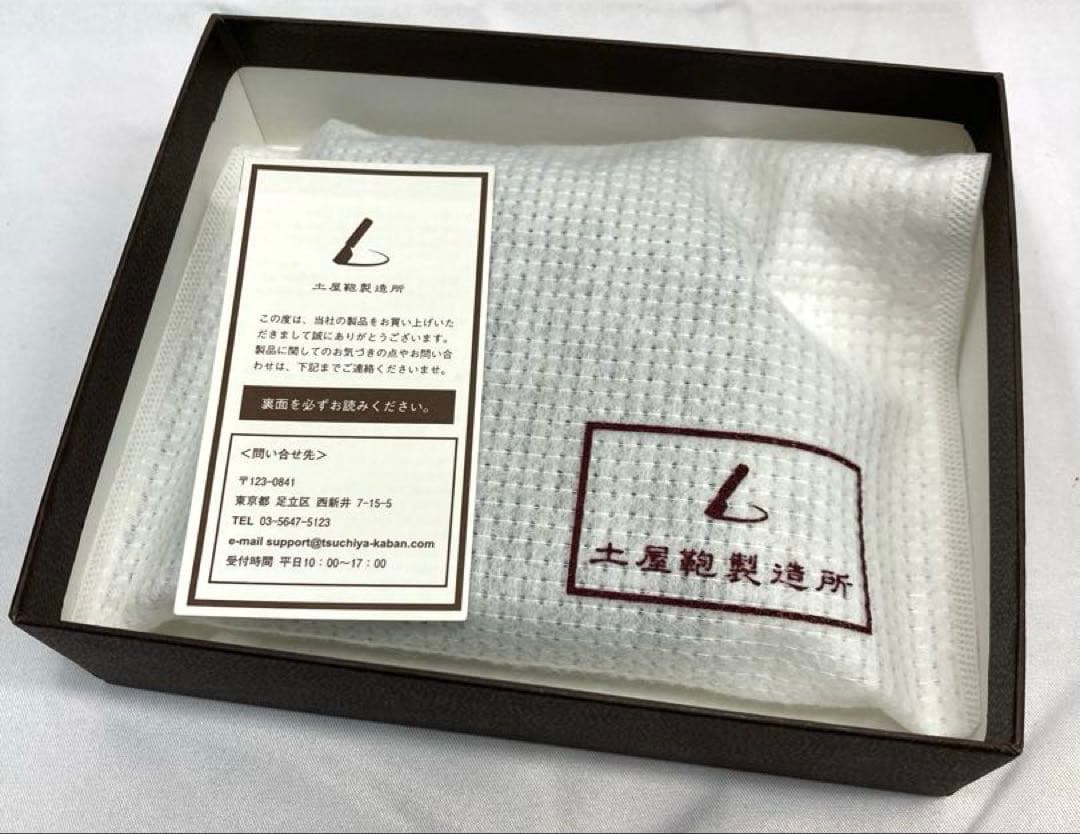 土屋鞄製造所
この度は、当社の製品をお買い上げいた
だきまして誠にありがとうございます。
製品に関してのお気づきの点やお問い合
わせは、下記までご連絡くださいませ。
裏面を必ずお読みください。
＜問い合せ先＞
〒123-0841
東京都 足立区 西新井 7-15-5
TEL 03-5647-5123
e-mail support@tsuchiya-kaban.com
受付時間 平日10：00～17：00
土屋鞄製造所